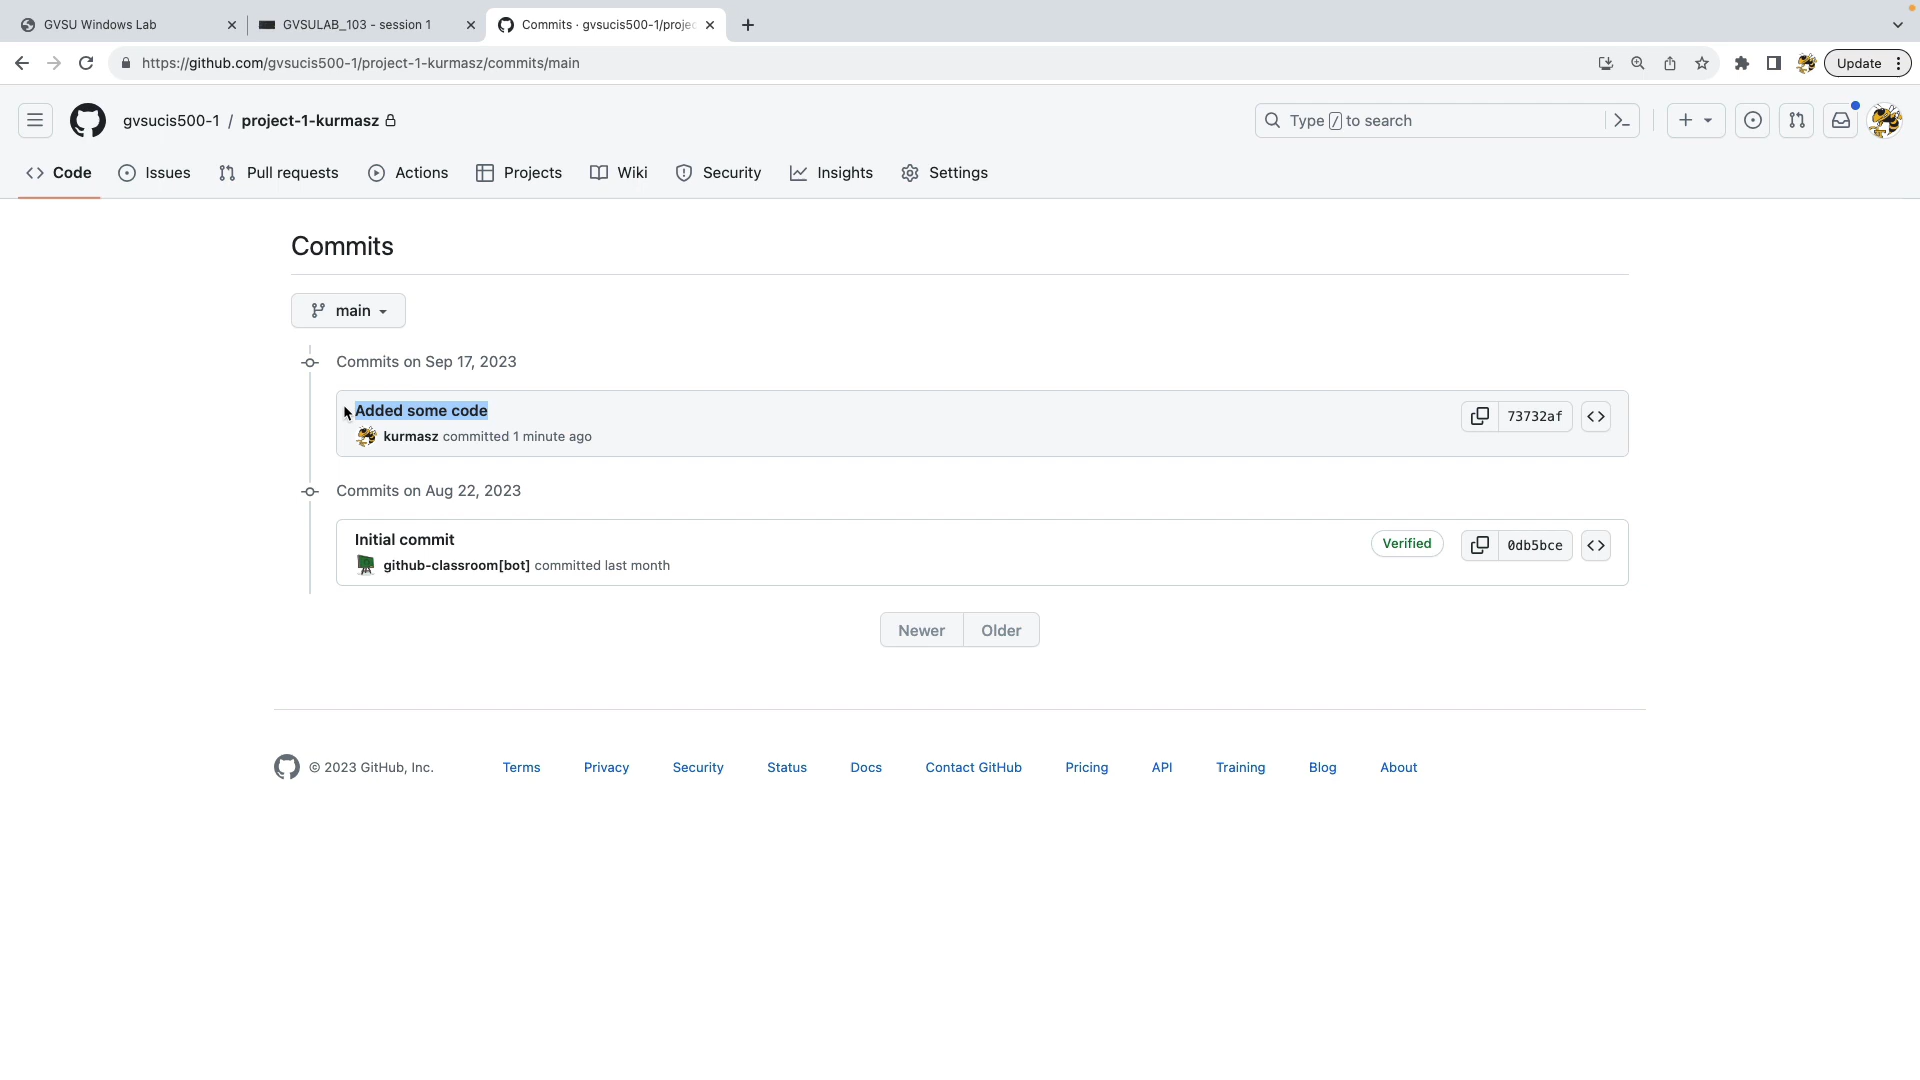 GVSU Windows Lab
GVSULAB_103 - session 1
Commits · gvsucis500-1/projec
https://github.com/gvsucis500-1/project-1-kurmasz/commits/main
Update
gvsucis500-1 / project-1-kurmasz
Type / to search
Code
Issues
Pull requests
Actions
Projects
Wiki
Security
Insights
Settings
Commits
main
Commits on Sep 17, 2023
Added some code
73732af
kurmasz committed 1 minute ago
Commits on Aug 22, 2023
Initial commit
Verified
0db5bce
github-classroom[bot] committed last month
Newer
Older
© 2023 GitHub, Inc.
Terms
Privacy
Security
Status
Docs
Contact GitHub
Pricing
API
Training
Blog
About